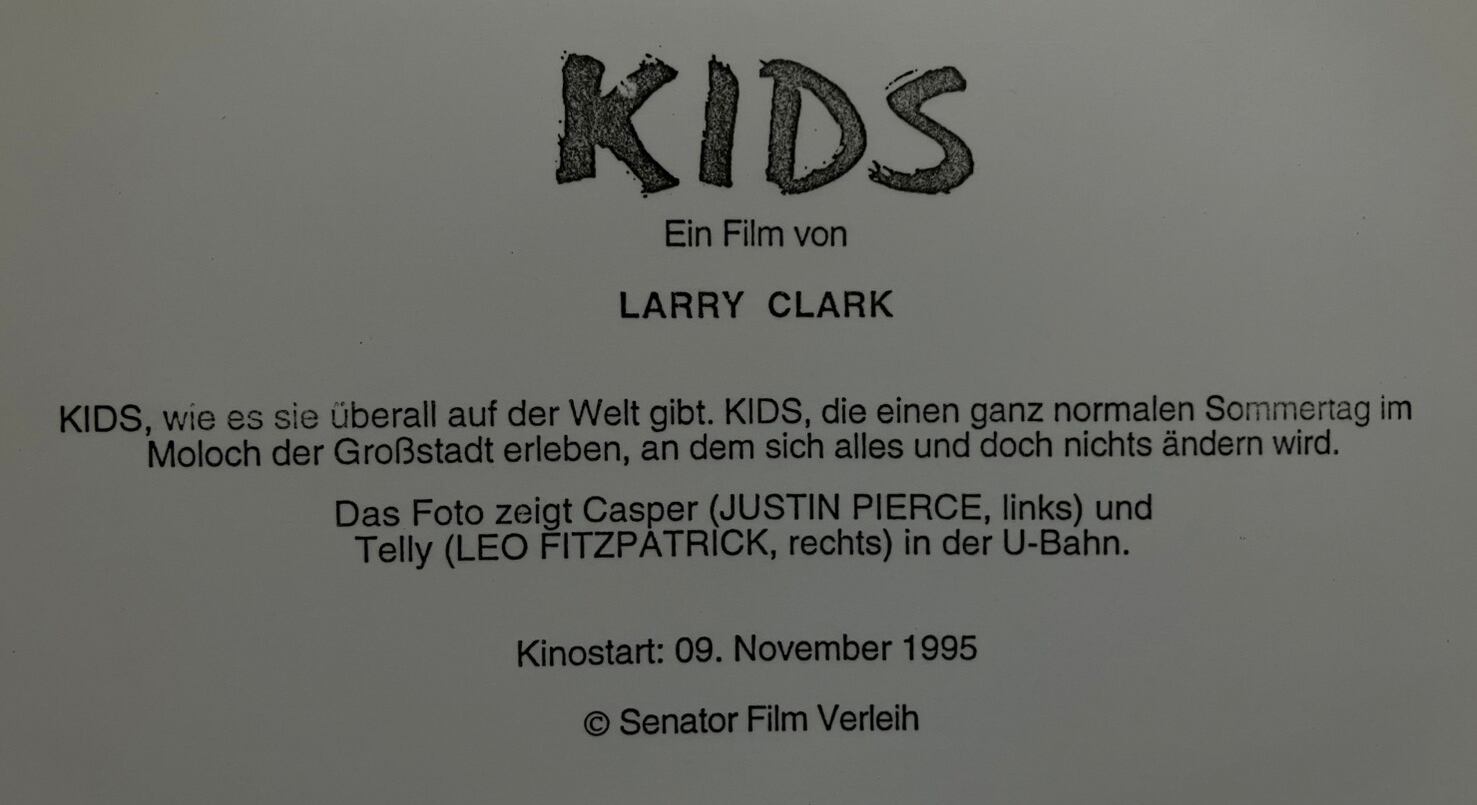 KIDS
Ein Film von
LARRY CLARK
KIDS, wie es sie überall auf der Welt gibt. KIDS, die einen ganz normalen Sommertag im
Moloch der Großstadt erleben, an dem sich alles und doch nichts ändern wird.
Das Foto zeigt Casper (JUSTIN PIERCE, links) und
Telly (LEO FITZPATRICK, rechts) in der U-Bahn.
Kinostart: 09. November 1995
© Senator Film Verleih